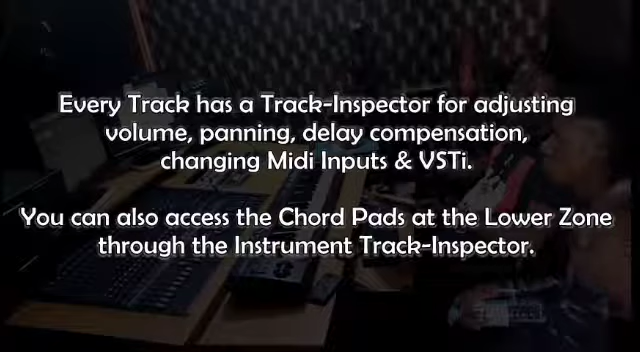 Every Track has a Track-Inspector for adjusting
volume, panning, delay compensation,
changing Midi Inputs & VSTi.
You can also access the Chord Pads at the Lower Zone
through the Instrument Track-Inspector.